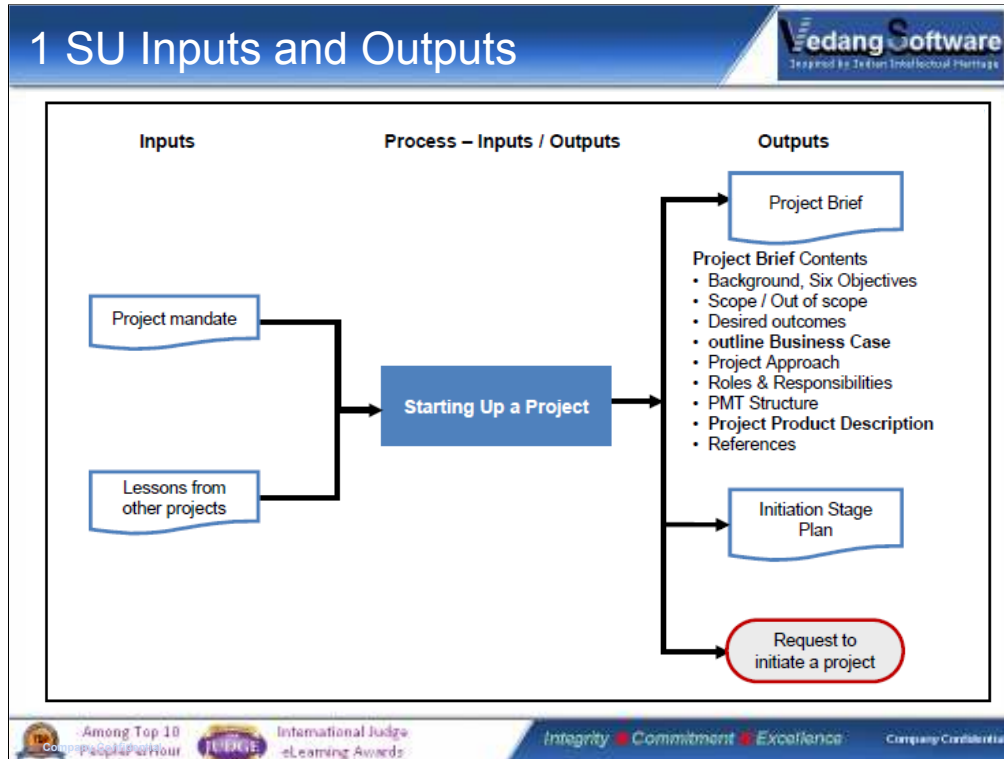 1 SU Inputs and Outputs
Vedang Software
Inspired by Indian Intellectual Heritage
Inputs
Process – Inputs / Outputs
Outputs
Project mandate
Lessons from
other projects
Starting Up a Project
Project Brief
Project Brief Contents
• Background, Six Objectives
• Scope / Out of scope
• Desired outcomes
• outline Business Case
• Project Approach
• Roles & Responsibilities
• PMT Structure
• Project Product Description
• References
Initiation Stage
Plan
Request to
initiate a project
Among Top 10
PeoplePerHour
JUDGE
International Judge
eLearning Awards
Integrity Commitment Excellence
Company Confidential